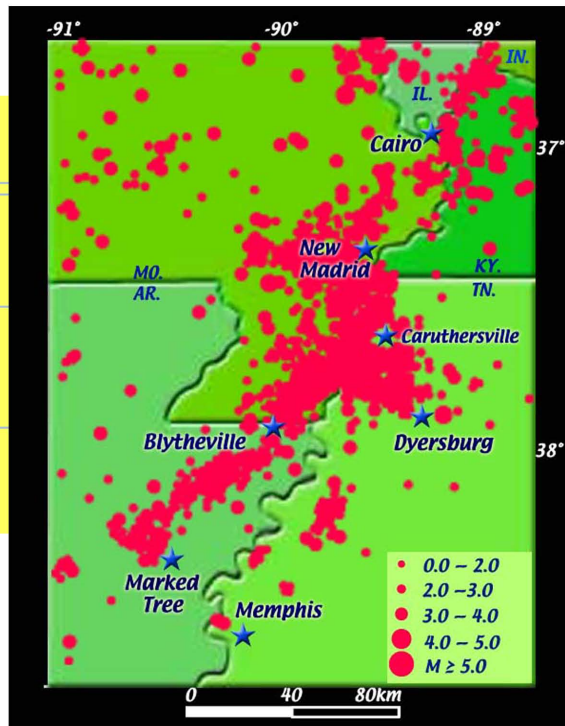 -91° -90° -89°
IN.
IL.
Cairo
37°
New
Madrid
MO.
KY.
AR.
TN.
Caruthersville
Blytheville
Dyersburg
38°
Marked
Tree
Memphis
0.0 – 2.0
2.0 –3.0
3.0 – 4.0
4.0 – 5.0
M ≥ 5.0
0 40 80km